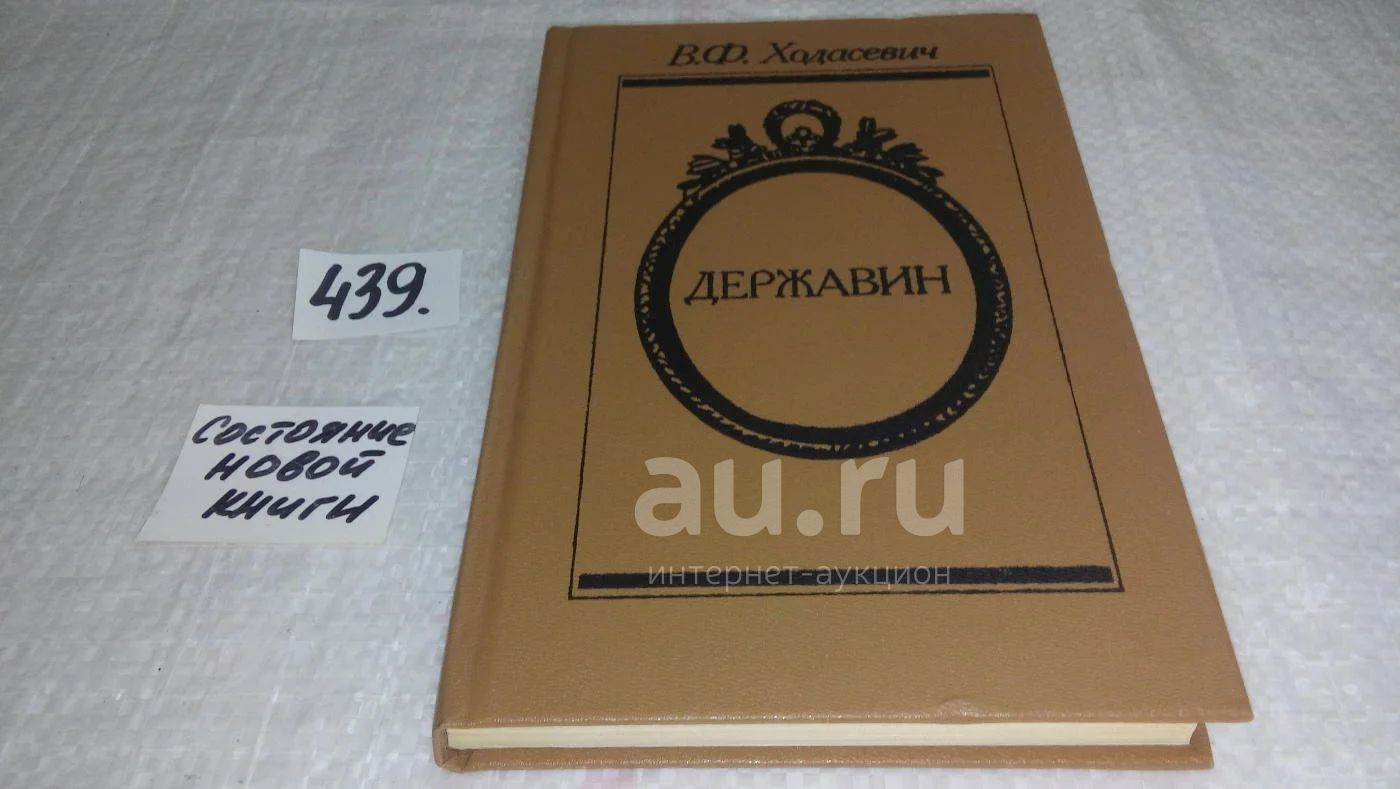 В.Ф. Ходасевич
ДЕРЖАВИН
439.
Состояние
новой
книги
au.ru
интернет-аукцион